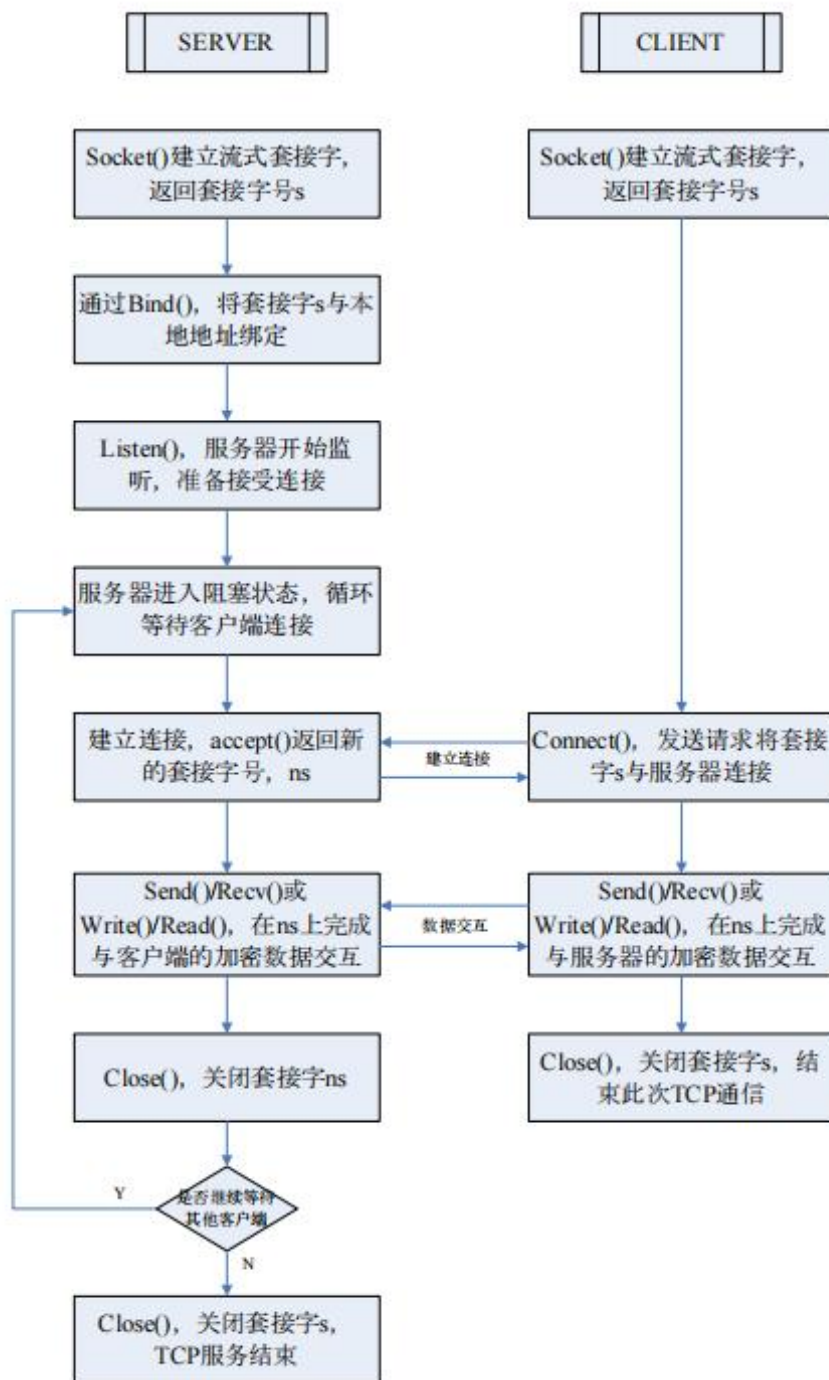 SERVER
CLIENT
Socket()建立流式套接字，
返回套接字号s
Socket()建立流式套接字，
返回套接字号s
通过Bind()，将套接字s与本
地地址绑定
Listen()，服务器开始监
听，准备接受连接
服务器进入阻塞状态，循环
等待客户端连接
建立连接，accept()返回新
的套接字号，ns
建立连接
Connect()，发送请求将套接
字s与服务器连接
Send()/Recv()或
Write()/Read()，在ns上完成
与客户端的加密数据交互
数据交互
Send()/Recv()或
Write()/Read()，在ns上完成
与服务器的加密数据交互
Close()，关闭套接字ns
Close()，关闭套接字s，结
束此次TCP通信
Y
是否继续等待
其他客户端
N
Close()，关闭套接字s，
TCP服务结束